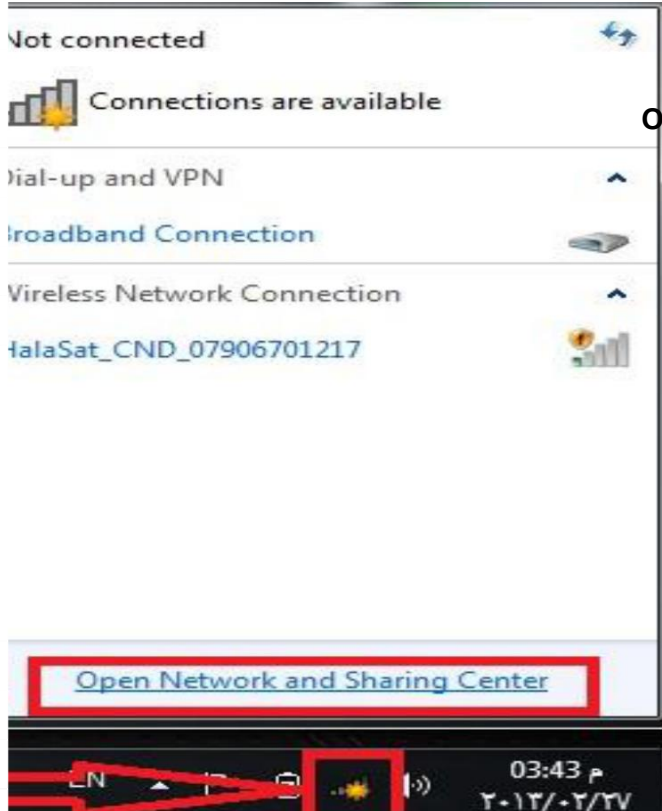 Not connected
Connections are available
O
Dial-up and VPN
Broadband Connection
Wireless Network Connection
HalaSat_CND_07906701217
Open Network and Sharing Center
EN
03:43 م
٢٠١٣/٠٢/٢٧